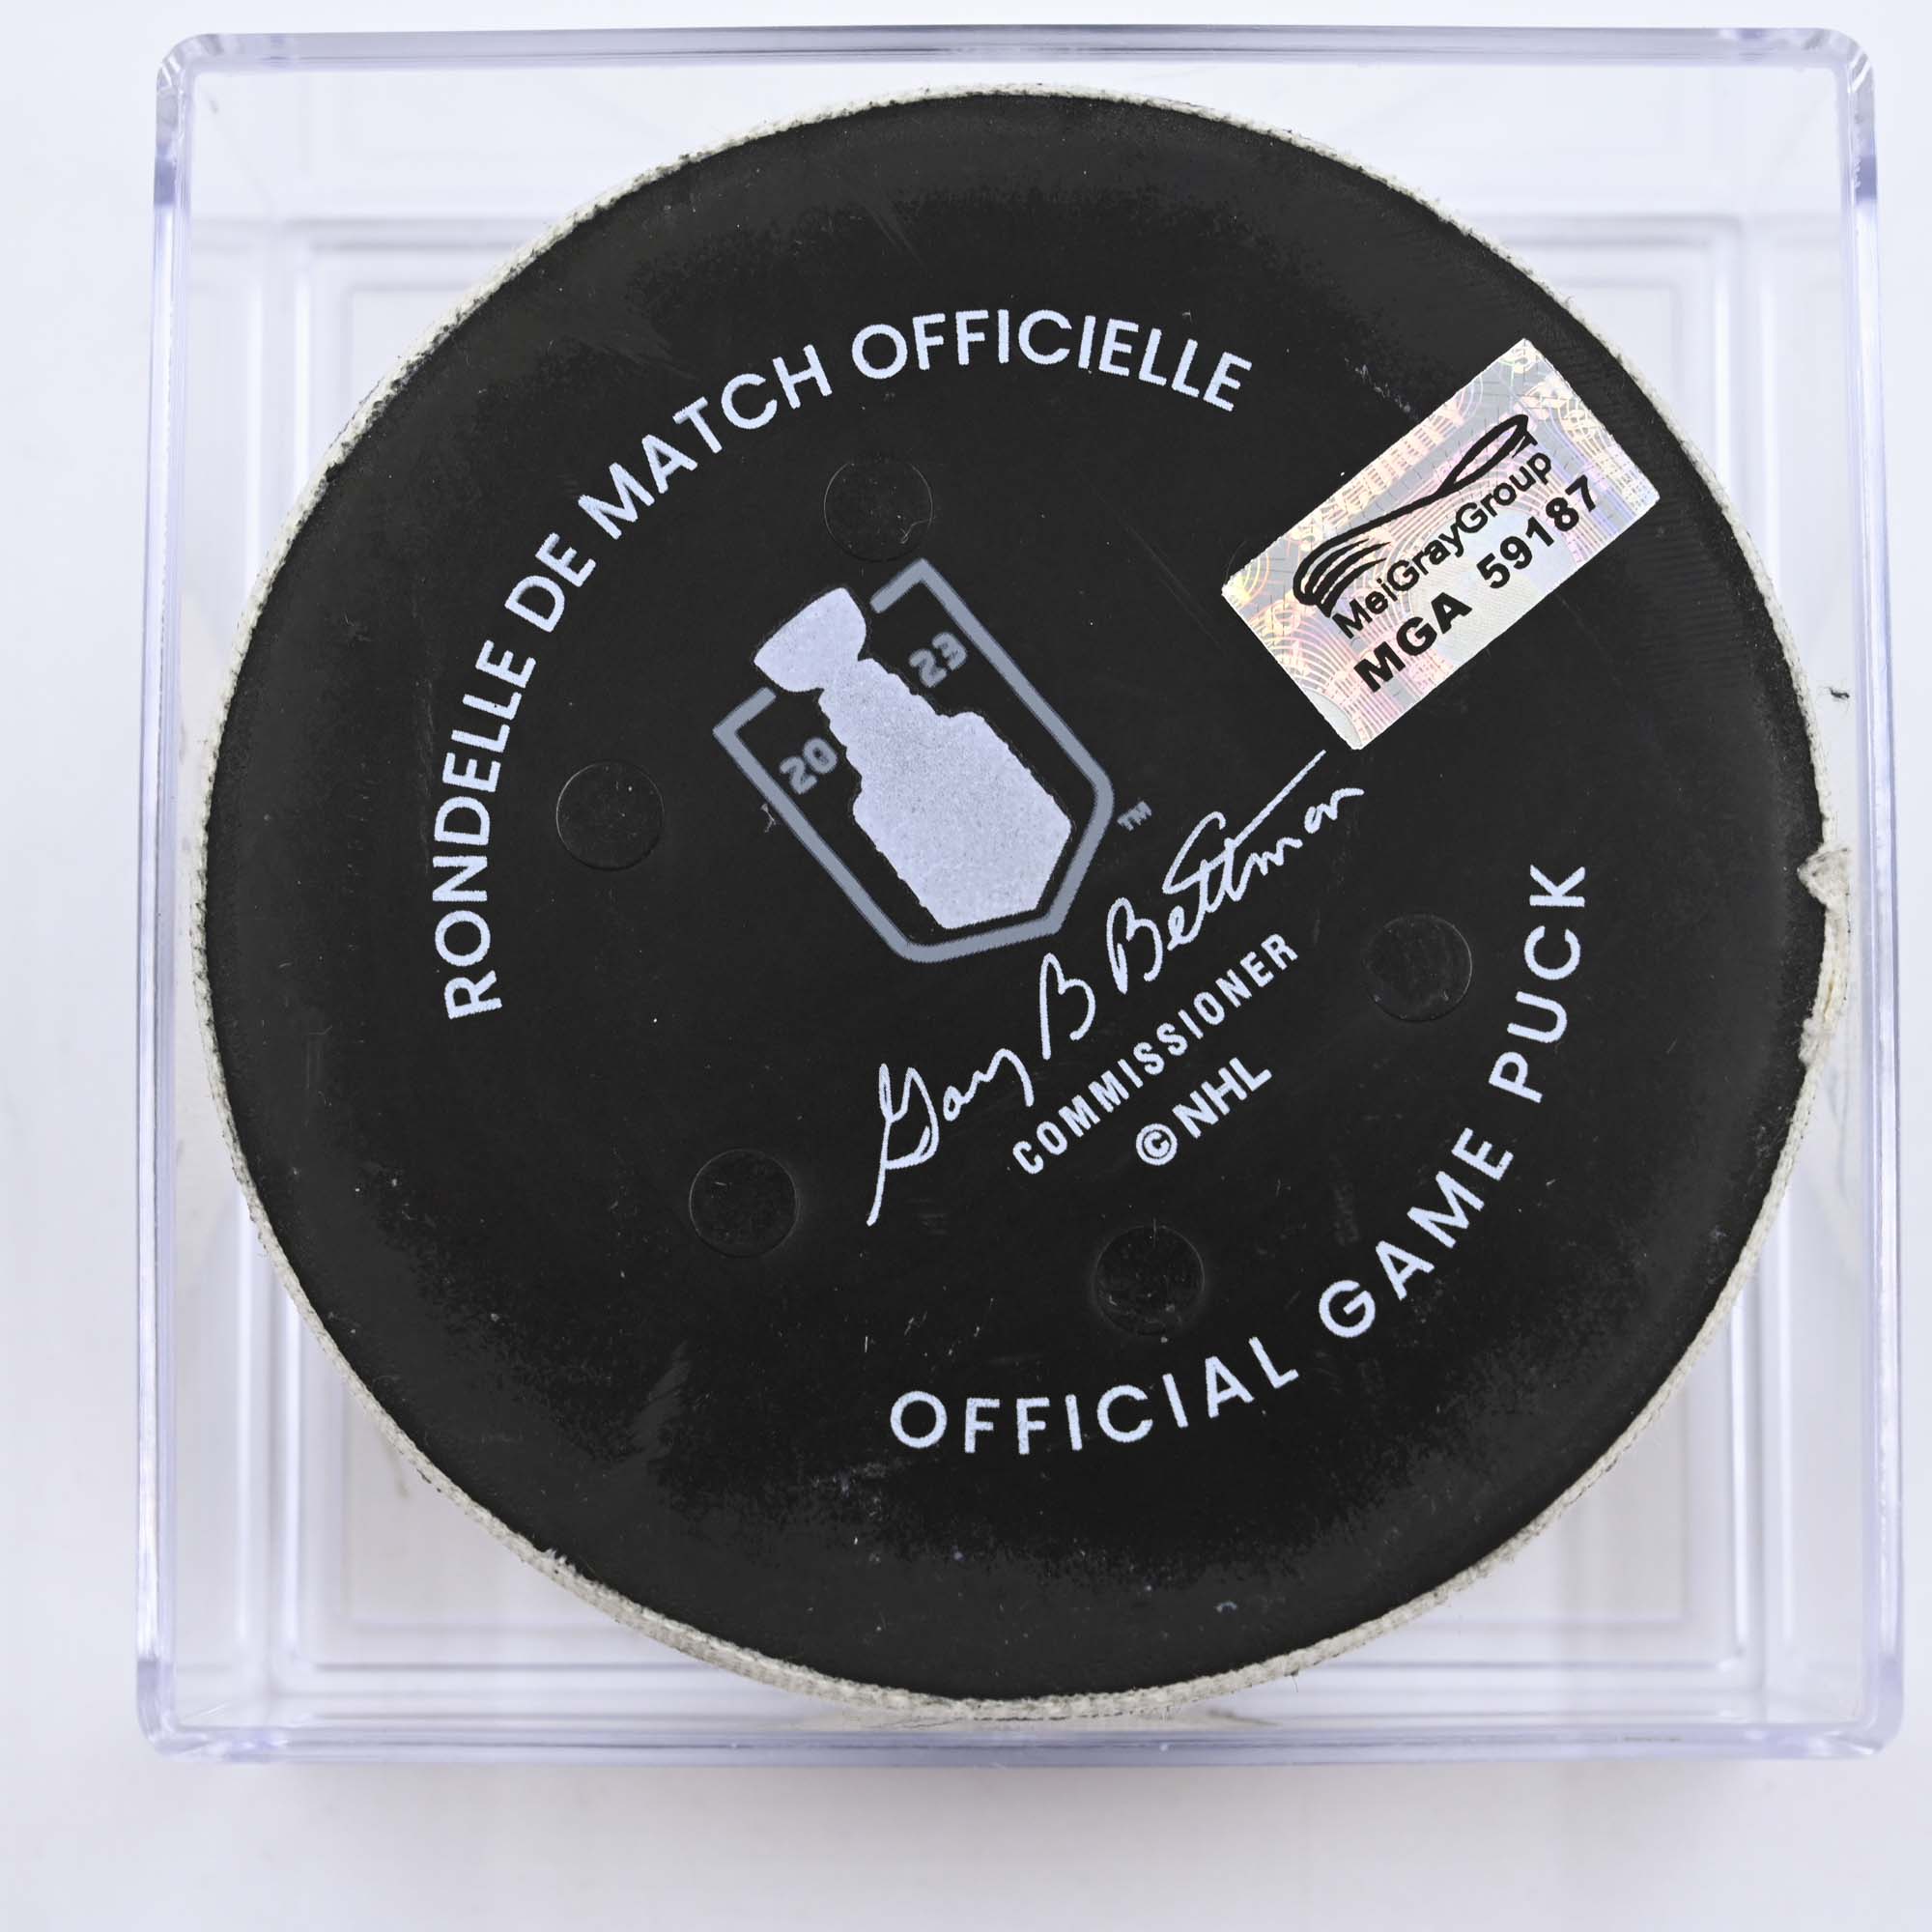 RONDELLE DE MATCH OFFICIELLE
MeiGrayGroup
MGA 59187
20 23
TM
Gary B Bettman
COMMISSIONER
©NHL
OFFICIAL GAME PUCK